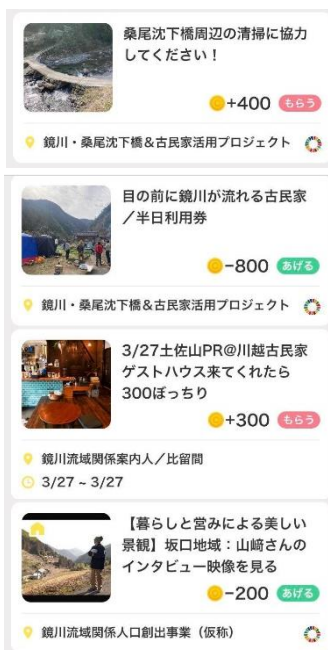 桑尾沈下橋周辺の清掃に協力
してください！
+400 もらう
鏡川・桑尾沈下橋&古民家活用プロジェクト
目の前に鏡川が流れる古民家
／半日利用券
-800 あげる
鏡川・桑尾沈下橋&古民家活用プロジェクト
3/27土佐山PR@川越古民家
ゲストハウス来てくれたら
300ぼっちり
+300 もらう
鏡川流域関係案内人／比留間
3/27 ~ 3/27
【暮らしと営みによる美しい
景観】坂口地域：山﨑さんの
インタビュー映像を見る
-200 あげる
鏡川流域関係人口創出事業（仮称）